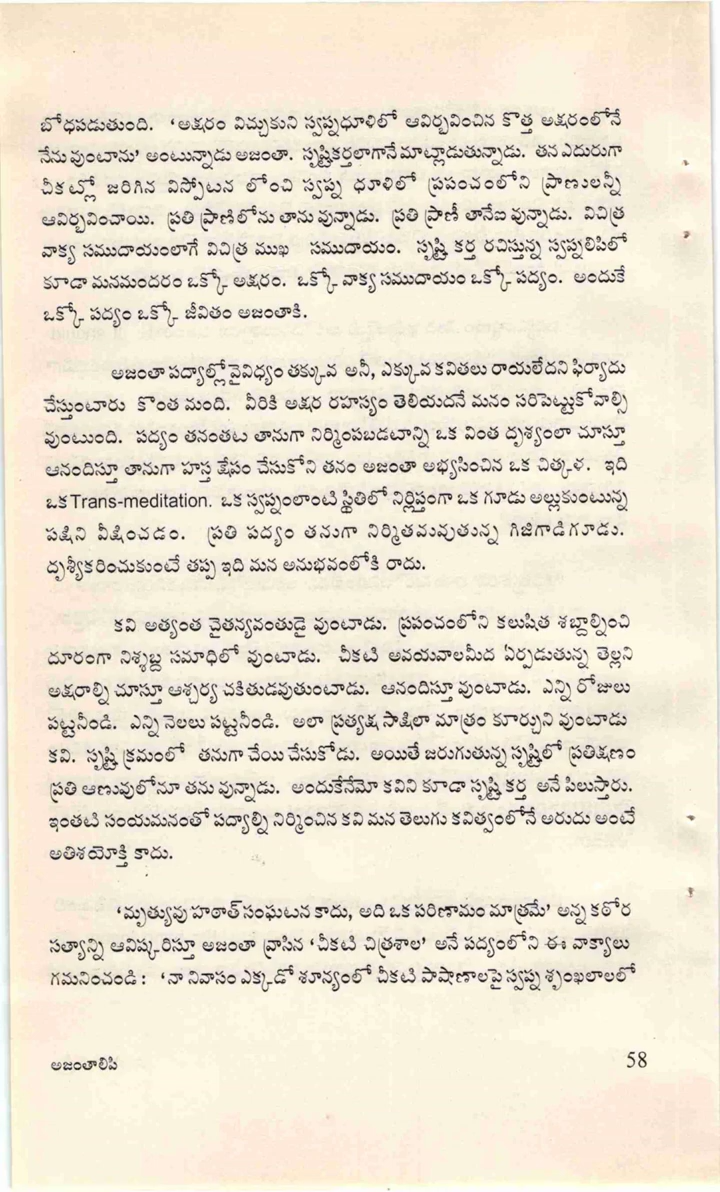 బోధపడుతుంది. 'అక్షరం విచ్చుకుని స్వప్నధూళిలో ఆవిర్భవించిన కొత్త అక్షరంలోనే
నేను వుంటాను' అంటున్నాడు అజంతా. సృష్టికర్తలాగానే మాట్లాడుతున్నాడు. తన ఎదురుగా
చీకట్లో జరిగిన విస్పోటన లోంచి స్వప్న ధూళిలో ప్రపంచంలోని ప్రాణులన్నీ
ఆవిర్భవించాయి. ప్రతి ప్రాణిలోను తాను వున్నాడు. ప్రతి ప్రాణీ తానేఐ వున్నాడు. విచిత్ర
వాక్య సముదాయంలాగే విచిత్ర ముఖ సముదాయం. సృష్టి కర్త రచిస్తున్న స్వప్నలిపిలో
కూడా మనమందరం ఒక్కో అక్షరం. ఒక్కో వాక్య సముదాయం ఒక్కో పద్యం. అందుకే
ఒక్కో పద్యం ఒక్కో జీవితం అజంతాకి.
అజంతా పద్యాల్లో వైవిధ్యం తక్కువ అనీ, ఎక్కువ కవితలు రాయలేదని ఫిర్యాదు
చేస్తుంటారు కొంత మంది. వీరికి అక్షర రహస్యం తెలియదనే మనం సరిపెట్టుకోవాల్సి
వుంటుంది. పద్యం తనంతట తానుగా నిర్మింపబడటాన్ని ఒక వింత దృశ్యంలా చూస్తూ
ఆనందిస్తూ తానుగా హస్త క్షేపం చేసుకోని తనం అజంతా అభ్యసించిన ఒక చిత్కళ. ఇది
ఒక Trans-meditation. ఒక స్వప్నంలాంటి స్థితిలో నిర్లిప్తంగా ఒక గూడు అల్లుకుంటున్న
పక్షిని వీక్షించడం. ప్రతి పద్యం తనుగా నిర్మితమవుతున్న గిజిగాడి గూడు.
దృశ్యీకరించుకుంటే తప్ప ఇది మన అనుభవంలోకి రాదు.
కవి అత్యంత చైతన్యవంతుడై వుంటాడు. ప్రపంచంలోని కలుషిత శబ్దాల్నించి
దూరంగా నిశ్శబ్ద సమాధిలో వుంటాడు. చీకటి అవయవాలమీద ఏర్పడుతున్న తెల్లని
అక్షరాల్ని చూస్తూ ఆశ్చర్య చకితుడవుతుంటాడు. ఆనందిస్తూ వుంటాడు. ఎన్ని రోజులు
పట్టనీండి. ఎన్ని నెలలు పట్టనీండి. అలా ప్రత్యక్ష సాక్షిలా మాత్రం కూర్చుని వుంటాడు
కవి. సృష్టి క్రమంలో తనుగా చేయి చేసుకోడు. అయితే జరుగుతున్న సృష్టిలో ప్రతిక్షణం
ప్రతి ఆణువులోనూ తను వున్నాడు. అందుకేనేమో కవిని కూడా సృష్టి కర్త అనే పిలుస్తారు.
ఇంతటి సంయమనంతో పద్యాల్ని నిర్మించిన కవి మన తెలుగు కవిత్వంలోనే అరుదు అంటే
అతిశయోక్తి కాదు.
'మృత్యువు హఠాత్ సంఘటన కాదు, అది ఒక పరిణామం మాత్రమే' అన్న కఠోర
సత్యాన్ని ఆవిష్కరిస్తూ అజంతా వ్రాసిన 'చీకటి చిత్రశాల' అనే పద్యంలోని ఈ వాక్యాలు
గమనించండి : 'నా నివాసం ఎక్కడో శూన్యంలో చీకటి పాషాణాలపై స్వప్న శృంఖలాలలో
అజంతాలిపి 58